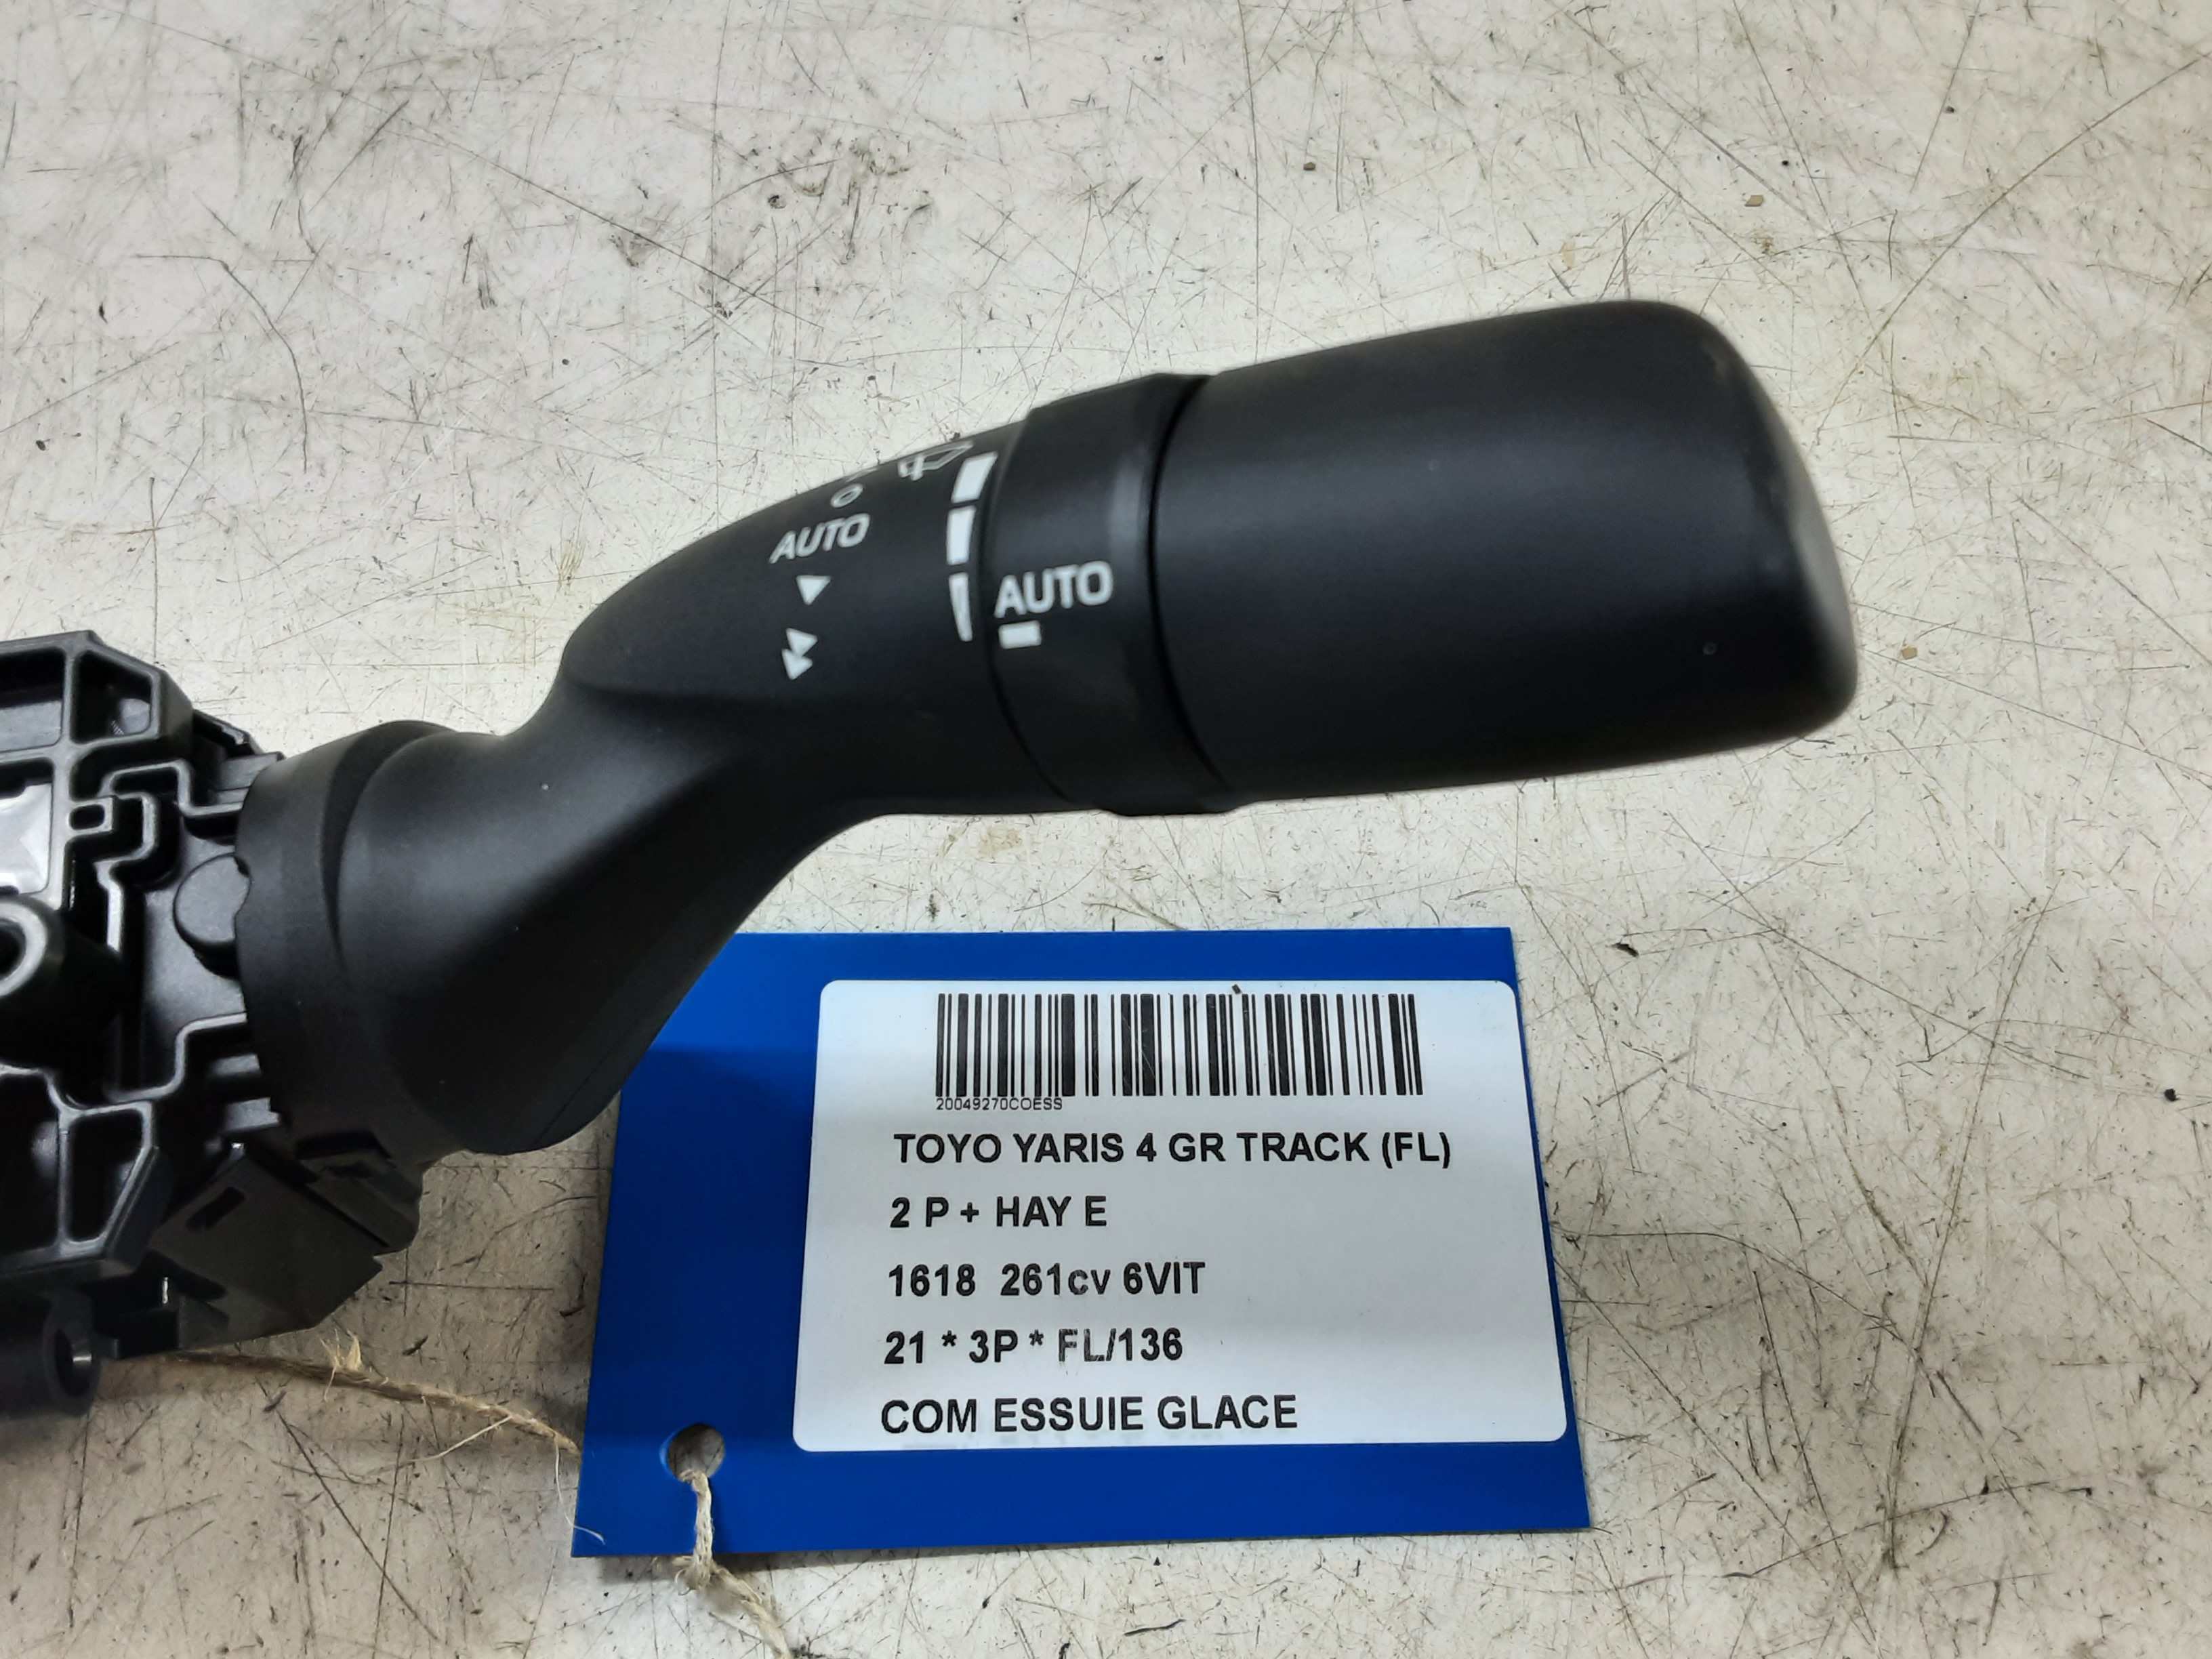 O
AUTO
AUTO
20049270COESS
TOYO YARIS 4 GR TRACK (FL)
2 P + HAY E
1618 261cv 6VIT
21 * 3P * FL/136
COM ESSUIE GLACE